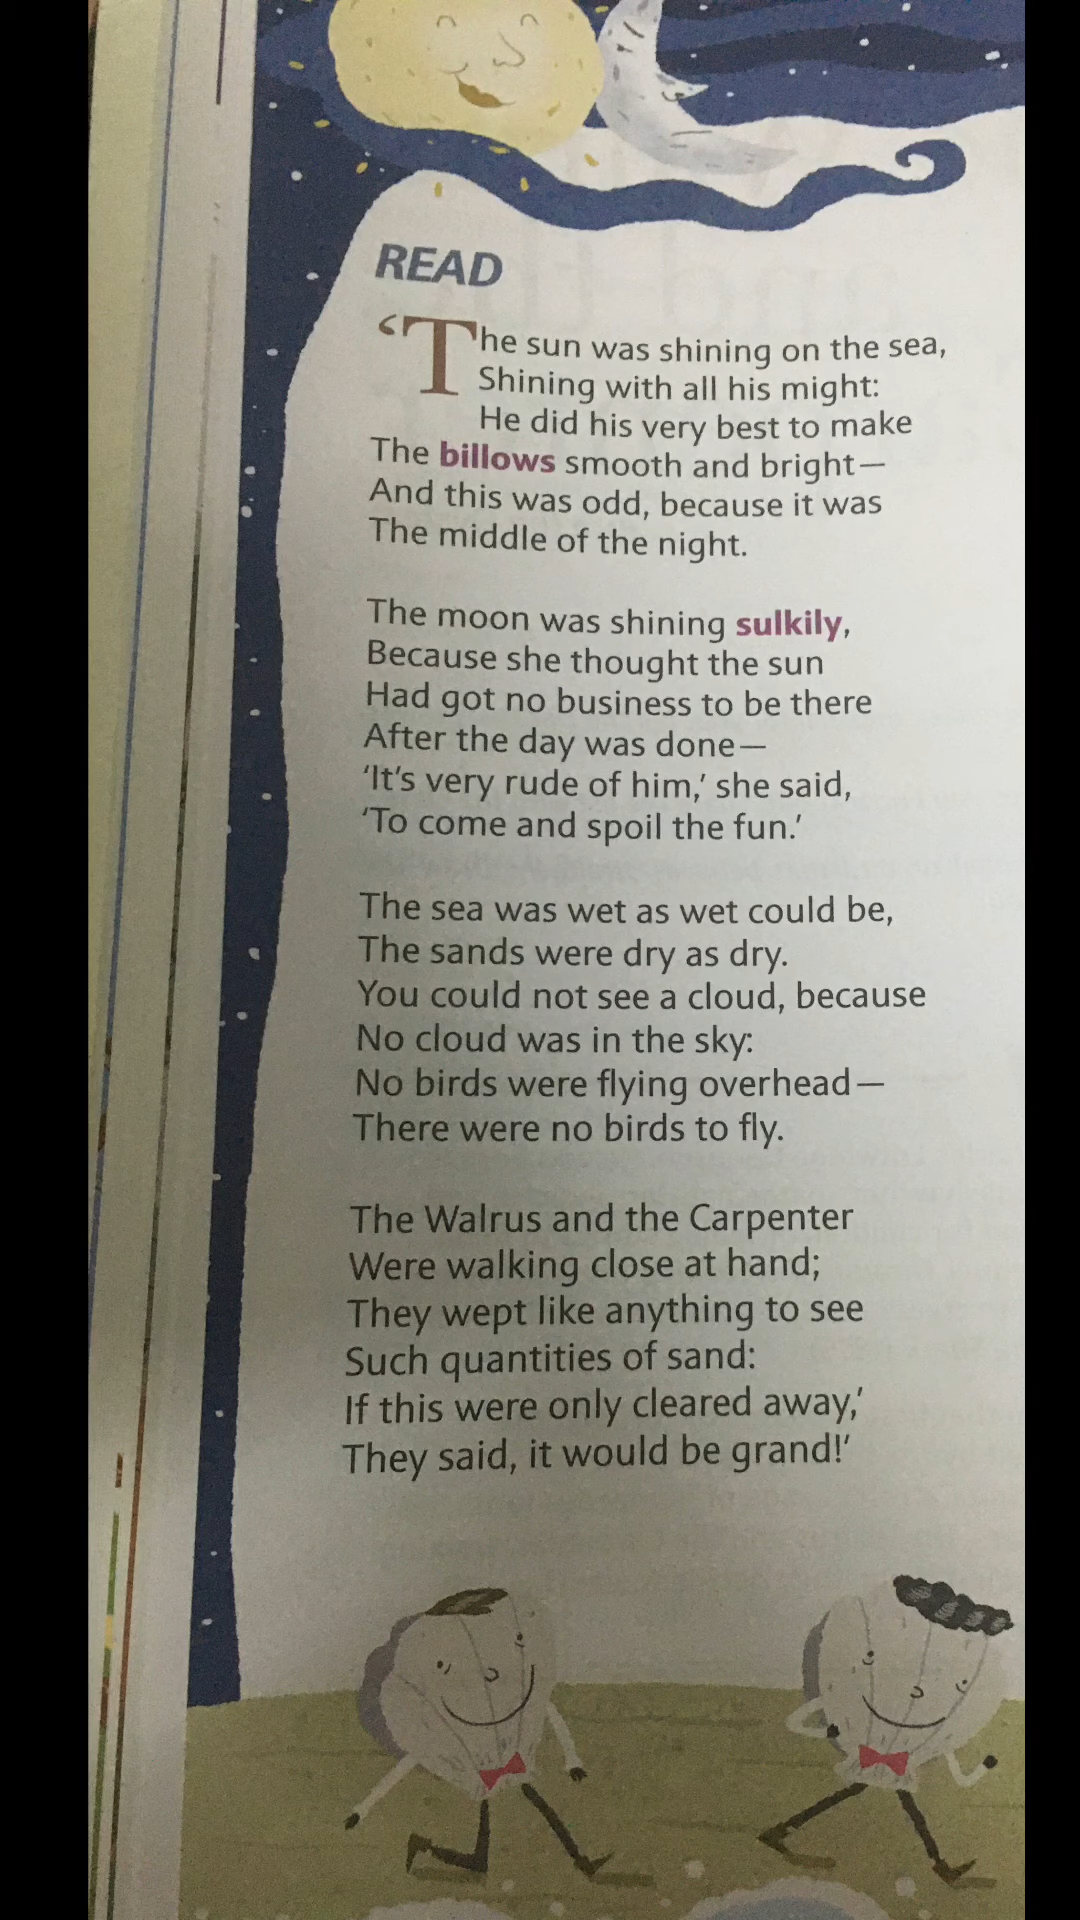 READ
‘The sun was shining on the sea,
Shining with all his might:
He did his very best to make
The billows smooth and bright—
And this was odd, because it was
The middle of the night.
The moon was shining sulkily,
Because she thought the sun
Had got no business to be there
After the day was done—
‘It’s very rude of him,’ she said,
‘To come and spoil the fun.’
The sea was wet as wet could be,
The sands were dry as dry.
You could not see a cloud, because
No cloud was in the sky:
No birds were flying overhead—
There were no birds to fly.
The Walrus and the Carpenter
Were walking close at hand;
They wept like anything to see
Such quantities of sand:
If this were only cleared away,’
They said, it would be grand!’